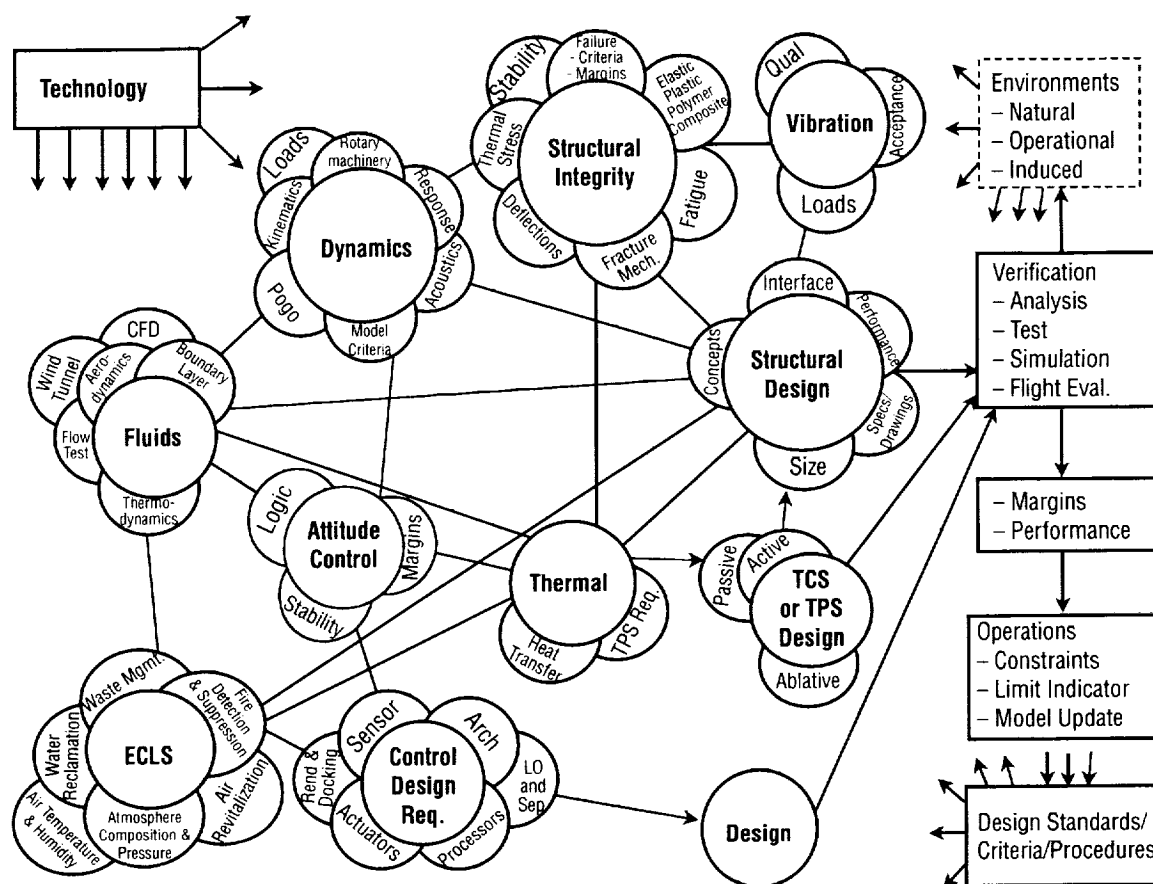 Technology
Stability
Failure
- Criteria
- Margins
Elastic
Plastic
Polymer
Composite
Thermal
Stress
Structural
Integrity
Deflections
Fracture
Mech.
Fatigue
Qual
Acceptance
Vibration
Loads
Environments
– Natural
– Operational
– Induced
Loads
Rotary
machinery
Response
Kinematics
Dynamics
Acoustics
Pogo
Model
Criteria
Interface
Performance
Concepts
Structural
Design
Specs/
Drawings
Size
Verification
– Analysis
– Test
– Simulation
– Flight Eval.
CFD
Wind
Tunnel
Aero-
dynamics
Boundary
Layer
Flow
Test
Fluids
Thermo-
dynamics
Logic
Attitude
Control
Margins
Stability
Thermal
Heat
Transfer
TPS Req.
Passive
Active
TCS
or TPS
Design
Ablative
– Margins
– Performance
Operations
– Constraints
– Limit Indicator
– Model Update
Waste Mgmt.
Fire
Detection
& Suppression
Water
Reclamation
ECLS
Air
Revitalization
Air Temperature
& Humidity
Atmosphere
Composition &
Pressure
Sensor
Arch
Rend &
Docking
Control
Design
Req.
LO
and
Sep
Actuators
Processors
Design
Design Standards/
Criteria/Procedures